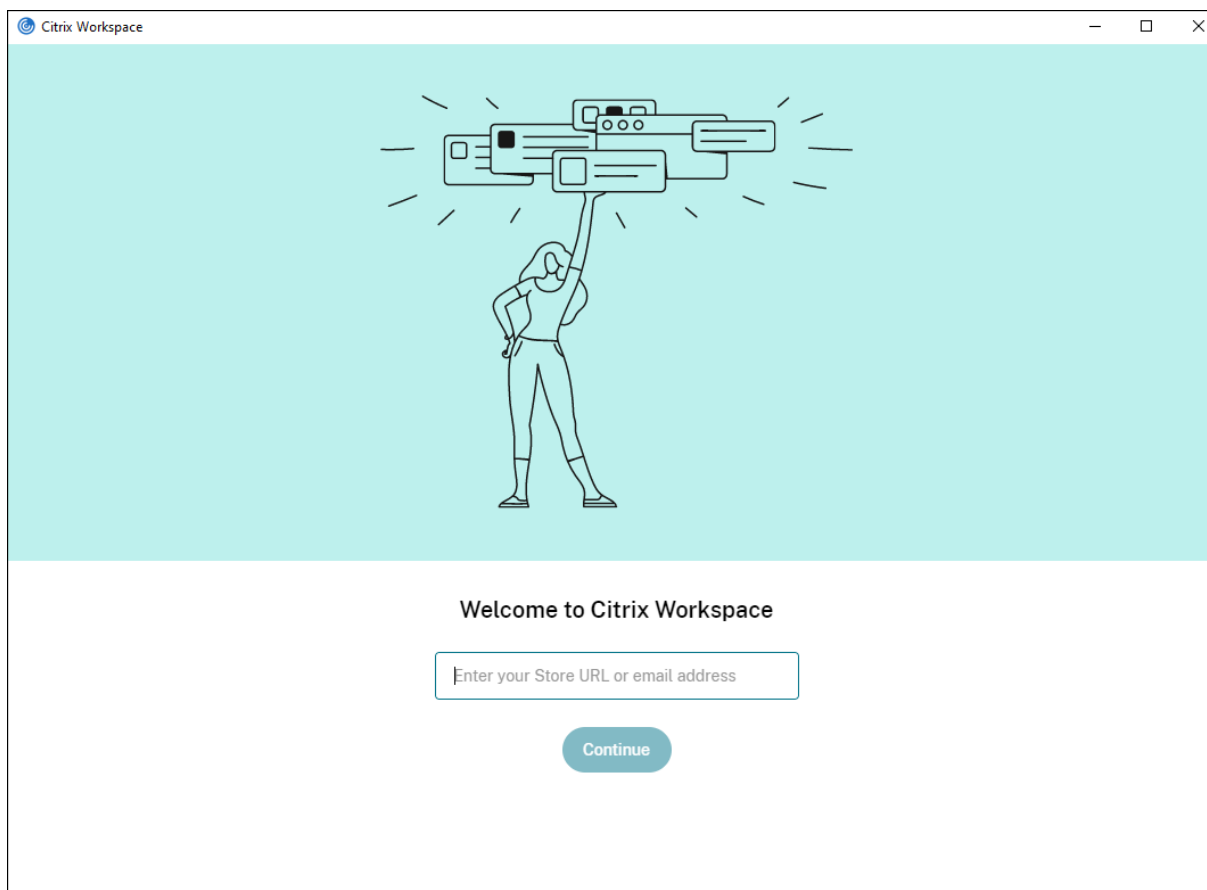 Citrix Workspace
Welcome to Citrix Workspace
Enter your Store URL or email address
Continue